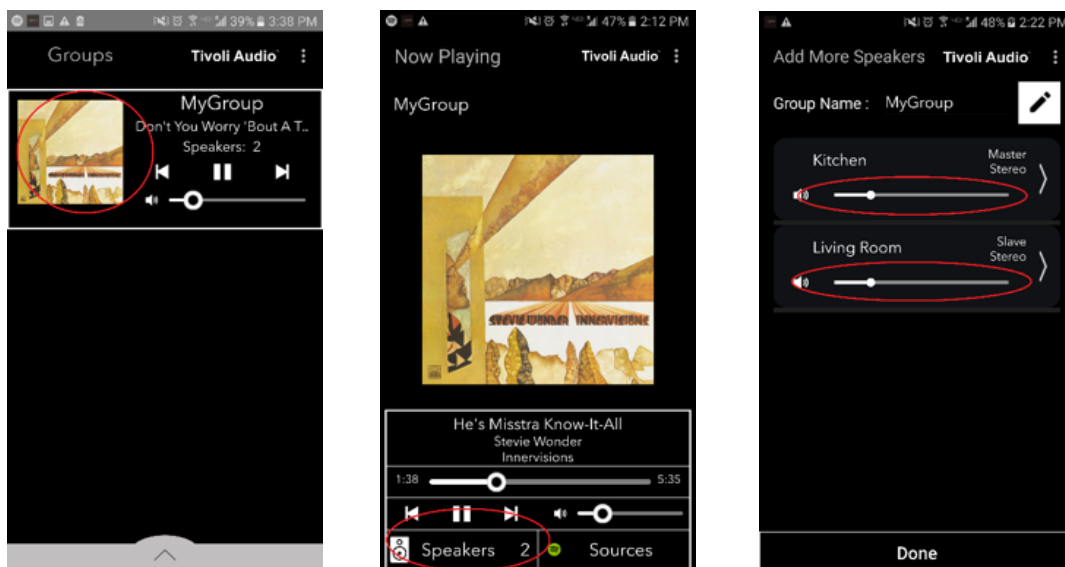 39% 3:38 PM
Groups
Tivoli Audio
MyGroup
Don't You Worry 'Bout A T..
Speakers: 2
47% 2:12 PM
Now Playing
Tivoli Audio
MyGroup
STEVIE WONDER INNERVISIONS
He's Misstra Know-It-All
Stevie Wonder
Innervisions
1:38 5:35
Speakers 2 Sources
48% 2:22 PM
Add More Speakers Tivoli Audio
Group Name : MyGroup
Kitchen
Master
Stereo
Living Room
Slave
Stereo
Done